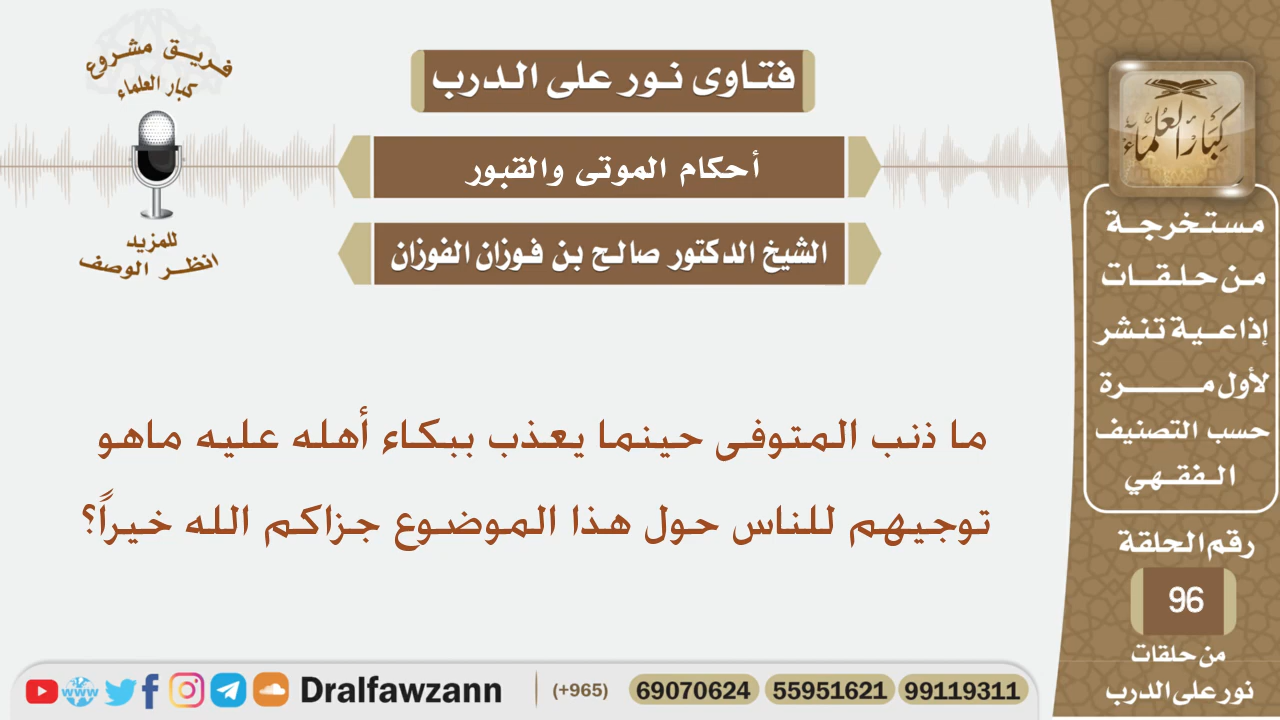 فتاوى نور على الدرب
أحكام الموتى والقبور
الشيخ الدكتور صالح بن فوزان الفوزان
فريق مشروع
كبار العلماء
للمزيد
انظر الوصف
ما ذنب المتوفى حينما يعذب ببكاء أهله عليه ماهو
توجيهم للناس حول هذا الموضوع جزاكم الله خيراً؟
كبار العلماء
مستخرجة
من حلقات
إذاعية تنشر
لأول مرة
حسب التصنيف
الفقهي
رقم الحلقة
96
من حلقات
نور على الدرب
www Dralfawzann (+965) 69070624 55951621 99119311